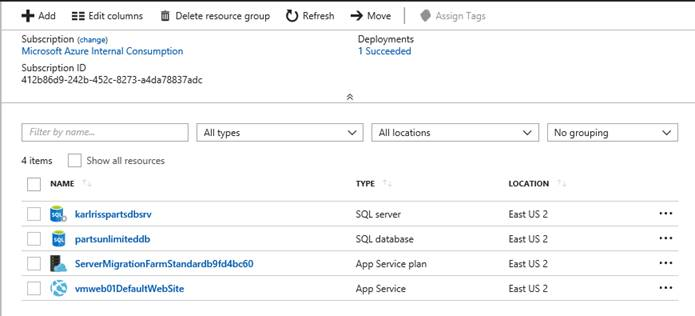 Add Edit columns Delete resource group Refresh Move Assign Tags
Subscription (change) Deployments
Microsoft Azure Internal Consumption 1 Succeeded
Subscription ID
412b86d9-242b-452c-8273-a4da78837adc
Filter by name... All types All locations No grouping
4 items Show all resources
NAME TYPE LOCATION
SQL karlrisspartsdbsrv SQL server East US 2 ...
SQL partsunlimiteddb SQL database East US 2 ...
ServerMigrationFarmStandardb9fd4bc60 App Service plan East US 2 ...
vmweb01DefaultWebSite App Service East US 2 ...